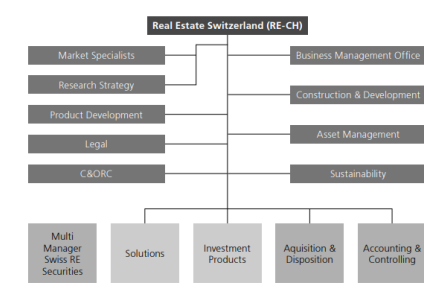 Real Estate Switzerland (RE-CH)
Market Specialists
Business Management Office
Research Strategy
Construction & Development
Product Development
Asset Management
Legal
C&ORC
Sustainability
Multi
Manager
Swiss RE
Securities
Solutions
Investment
Products
Aquisition &
Disposition
Accounting &
Controlling